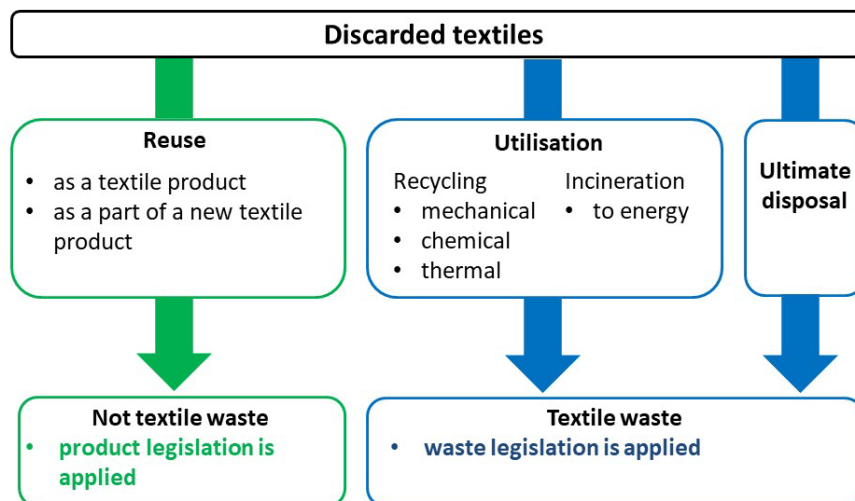 Discarded textiles
Reuse
• as a textile product
• as a part of a new textile
product
Utilisation
Recycling
• mechanical
• chemical
• thermal
Incineration
• to energy
Ultimate
disposal
Not textile waste
• product legislation is
applied
Textile waste
• waste legislation is applied